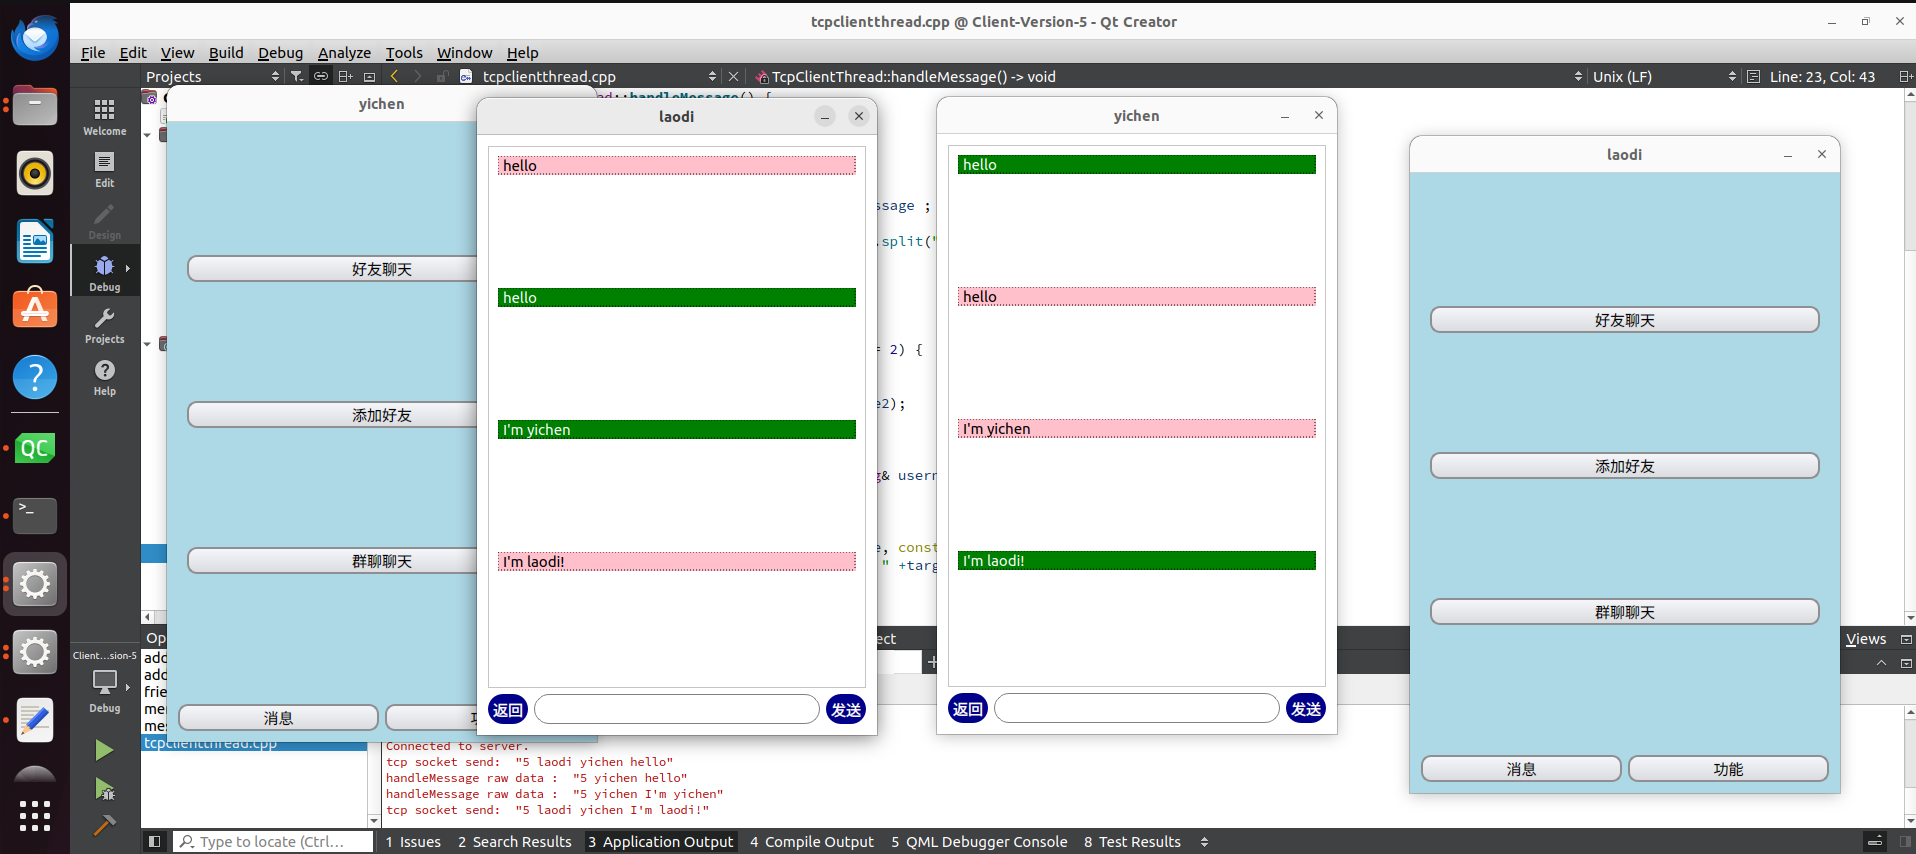 tcpclientthread.cpp @ Client-Version-5 - Qt Creator
File Edit View Build Debug Analyze Tools Window Help
Projects
tcpclientthread.cpp
TcpClientThread::handleMessage() -> void
Unix (LF)
Line: 23, Col: 43
Welcome
Edit
Design
Debug
Projects
Help
Client...sion-5
Debug
yichen
好友聊天
添加好友
群聊聊天
消息
laodi
hello
hello
I'm yichen
I'm laodi!
返回
发送
ssage ;
.split("
= 2) {
e2);
g& usern
e, const
" +targ
yichen
hello
hello
I'm yichen
I'm laodi!
返回
发送
laodi
好友聊天
添加好友
群聊聊天
消息
功能
Op
ect
Views
add
add
frie
mes
tcpclientthread.cpp
Connected to server.
tcp socket send:  "5 laodi yichen hello"
handleMessage raw data :  "5 yichen hello"
handleMessage raw data :  "5 yichen I'm yichen"
tcp socket send:  "5 laodi yichen I'm laodi!"
Type to locate (Ctrl...
1 Issues
2 Search Results
3 Application Output
4 Compile Output
5 QML Debugger Console
8 Test Results